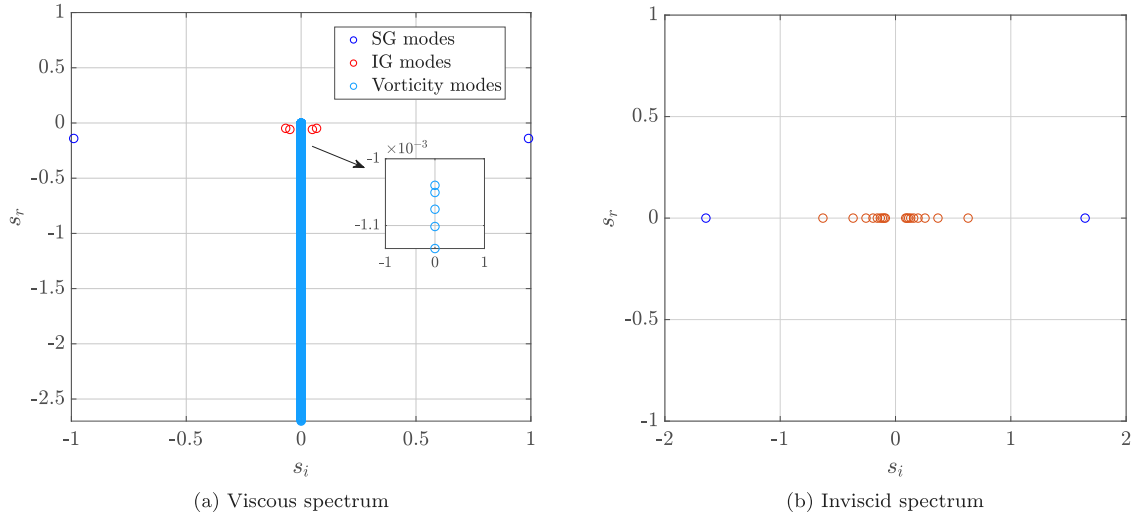 1
0.5
0
-0.5
-1
-1.5
-2
-2.5
s_r
-1 -0.5 0 0.5 1
s_i
SG modes
IG modes
Vorticity modes
-1 ×10^{-3}
-1.1
-1 0 1
(a) Viscous spectrum
1
0.5
0
-0.5
-1
s_r
-2 -1 0 1 2
s_i
(b) Inviscid spectrum